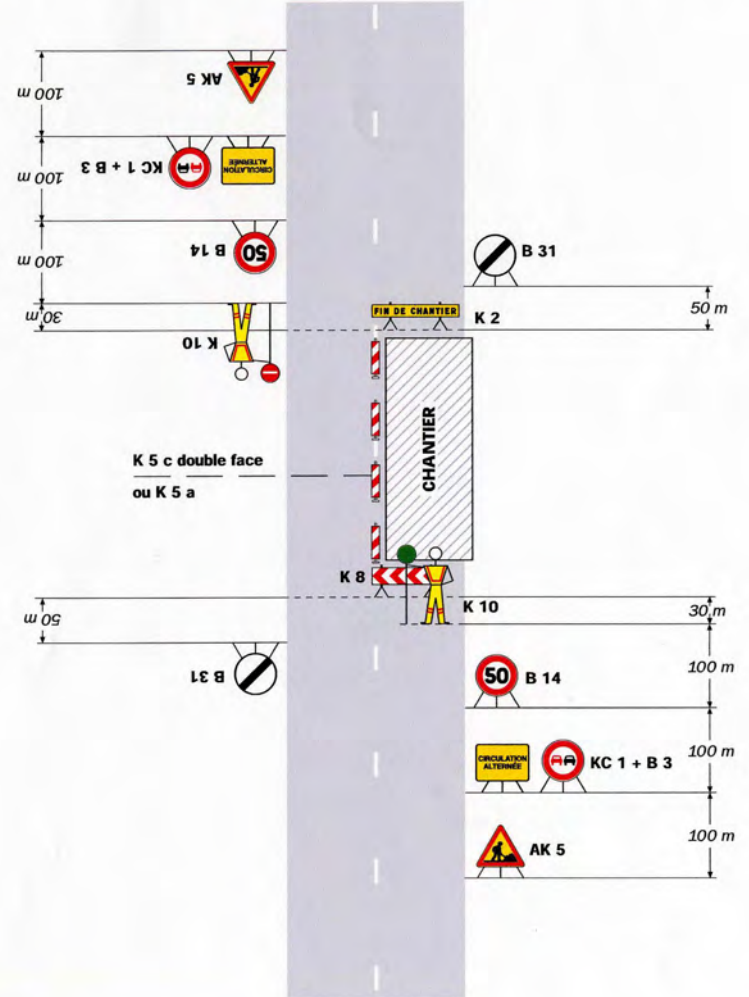 AK 5
100 m
KC 1 + B 3
CIRCULATION
ALTERNÉE
100 m
B 14
50
100 m
B 31
50 m
FIN DE CHANTIER
K 2
30 m
K 10
CHANTIER
K 5 c double face
ou K 5 a
K 8
K 10
30 m
50 m
B 31
50
B 14
100 m
CIRCULATION
ALTERNÉE
KC 1 + B 3
100 m
AK 5
100 m